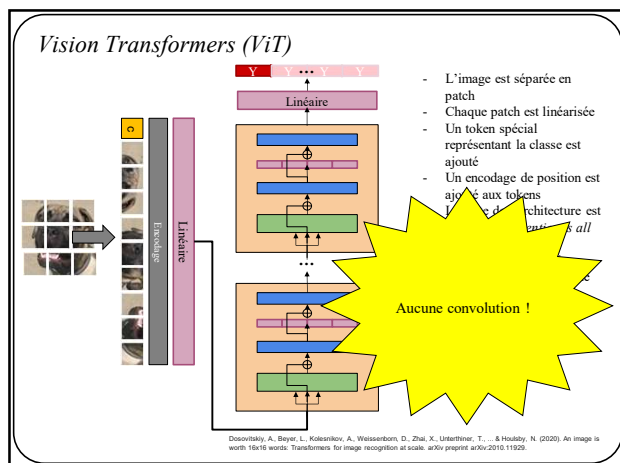 Vision Transformers (ViT)
Y Y Y Y
Linéaire
C
Encodage
Linéaire
- L'image est séparée en
patch
- Chaque patch est linéarisée
- Un token spécial
représentant la classe est
ajouté
- Un encodage de position est
aux tokens
architecture est
all
Aucune convolution !
Dosovitskiy, A., Beyer, L., Kolesnikov, A., Weissenborn, D., Zhai, X., Unterthiner, T., ... & Houlsby, N. (2020). An image is
worth 16x16 words: Transformers for image recognition at scale. arXiv preprint arXiv:2010.11929.